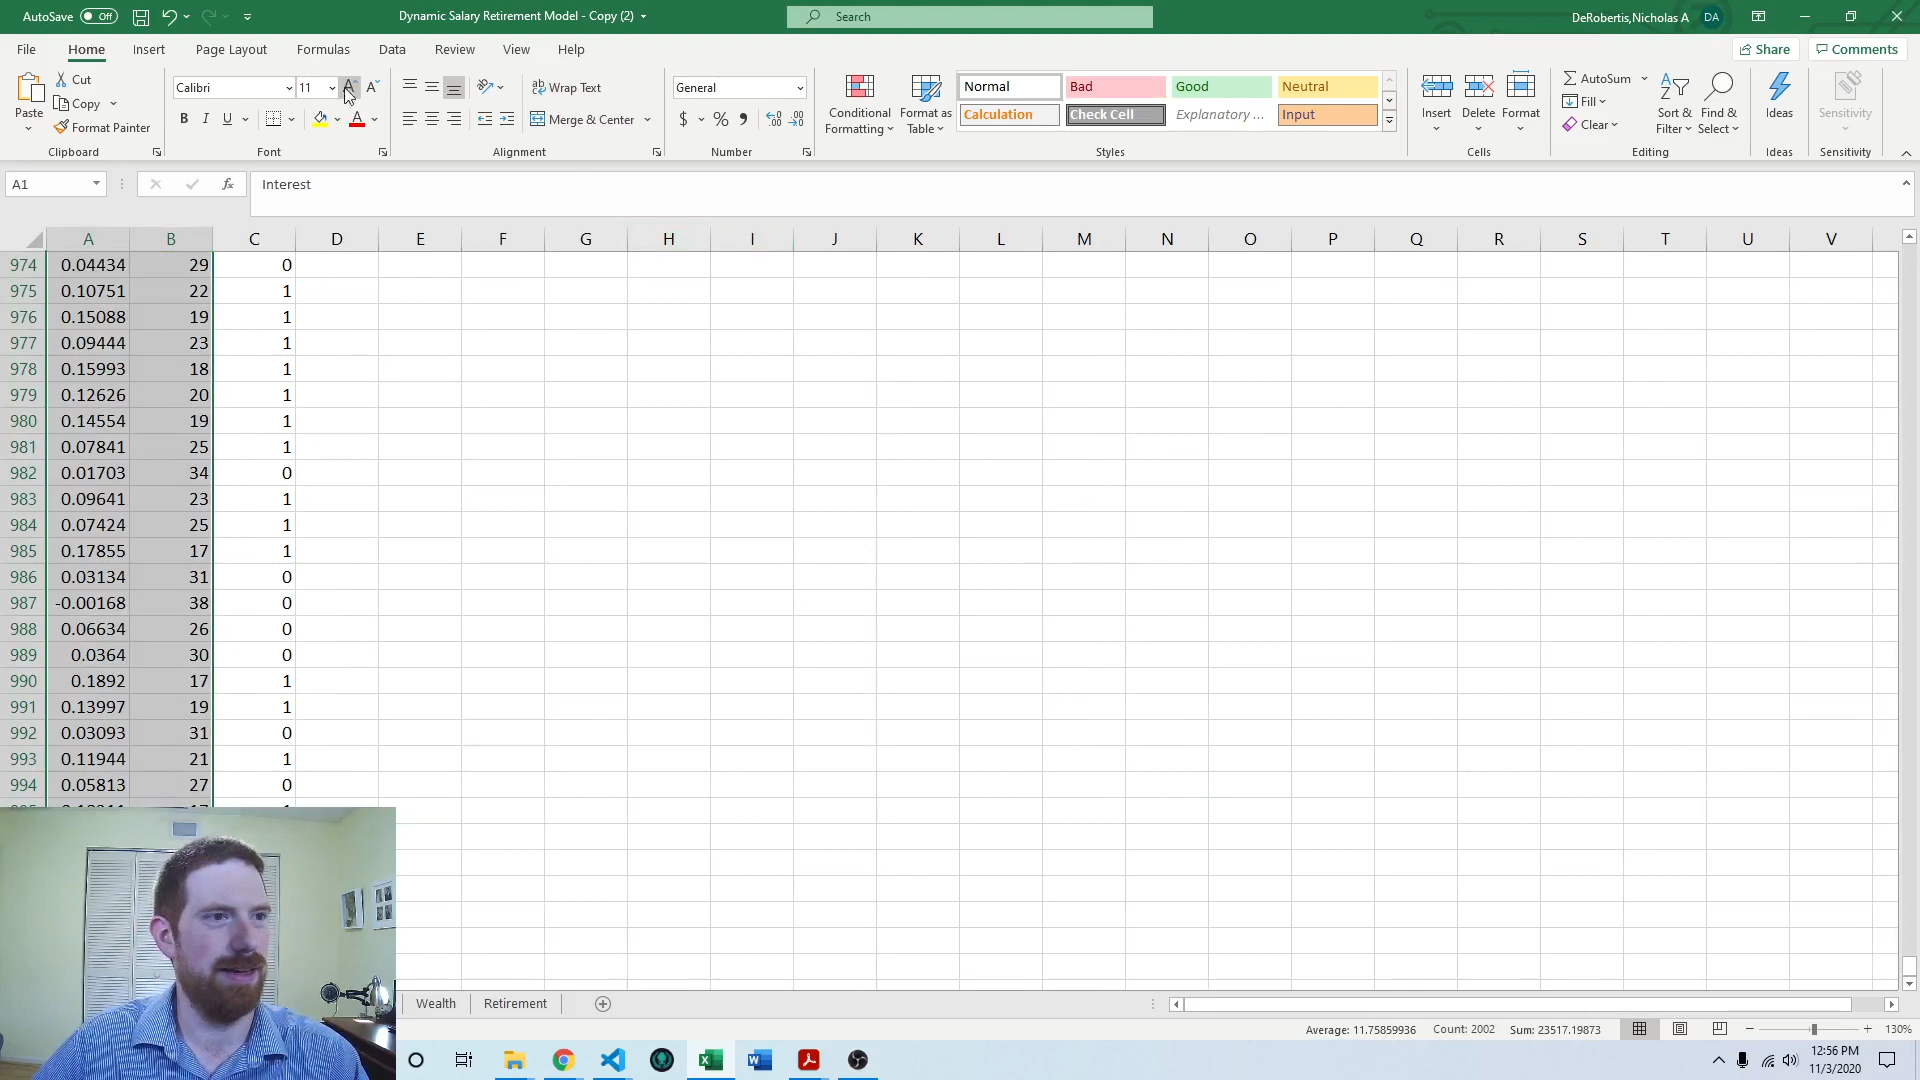 AutoSave Off Dynamic Salary Retirement Model - Copy (2) Search DeRobertis,Nicholas A DA
File Home Insert Page Layout Formulas Data Review View Help Share Comments
Paste Cut Copy Format Painter
Calibri 11 A A B I U A
Wrap Text Merge & Center
General $ % 9
Conditional Formatting Format as Table
Normal Bad Good Neutral
Calculation Check Cell Explanatory ... Input
Insert Delete Format
AutoSum Fill Clear
Sort & Filter Find & Select Ideas Sensitivity
Clipboard Font Alignment Number Styles Cells Editing Ideas Sensitivity
A1 fx Interest
A B C D E F G H I J K L M N O P Q R S T U V
974 0.04434 29 0
975 0.10751 22 1
976 0.15088 19 1
977 0.09444 23 1
978 0.15993 18 1
979 0.12626 20 1
980 0.14554 19 1
981 0.07841 25 1
982 0.01703 34 0
983 0.09641 23 1
984 0.07424 25 1
985 0.17855 17 1
986 0.03134 31 0
987 -0.00168 38 0
988 0.06634 26 0
989 0.0364 30 0
990 0.1892 17 1
991 0.13997 19 1
992 0.03093 31 0
993 0.11944 21 1
994 0.05813 27 0
Wealth Retirement
Average: 11.75859936 Count: 2002 Sum: 23517.19873 130%
12:56 PM
11/3/2020